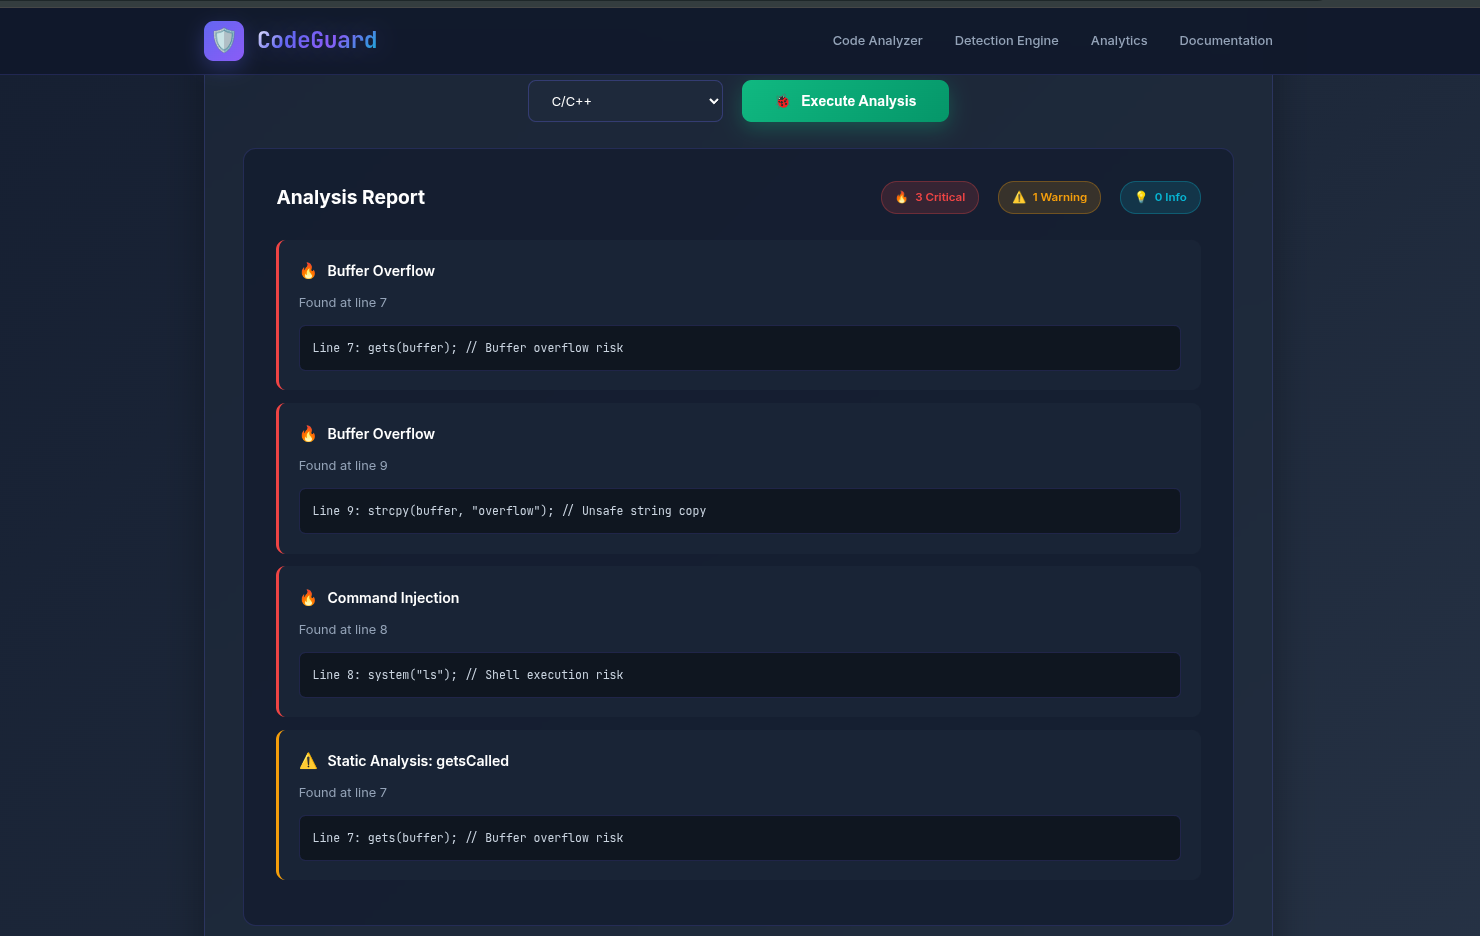 CodeGuard
Code Analyzer
Detection Engine
Analytics
Documentation
C/C++
Execute Analysis
Analysis Report
3 Critical
1 Warning
0 Info
Buffer Overflow
Found at line 7
Line 7: gets(buffer); // Buffer overflow risk
Buffer Overflow
Found at line 9
Line 9: strcpy(buffer, "overflow"); // Unsafe string copy
Command Injection
Found at line 8
Line 8: system("ls"); // Shell execution risk
Static Analysis: getsCalled
Found at line 7
Line 7: gets(buffer); // Buffer overflow risk